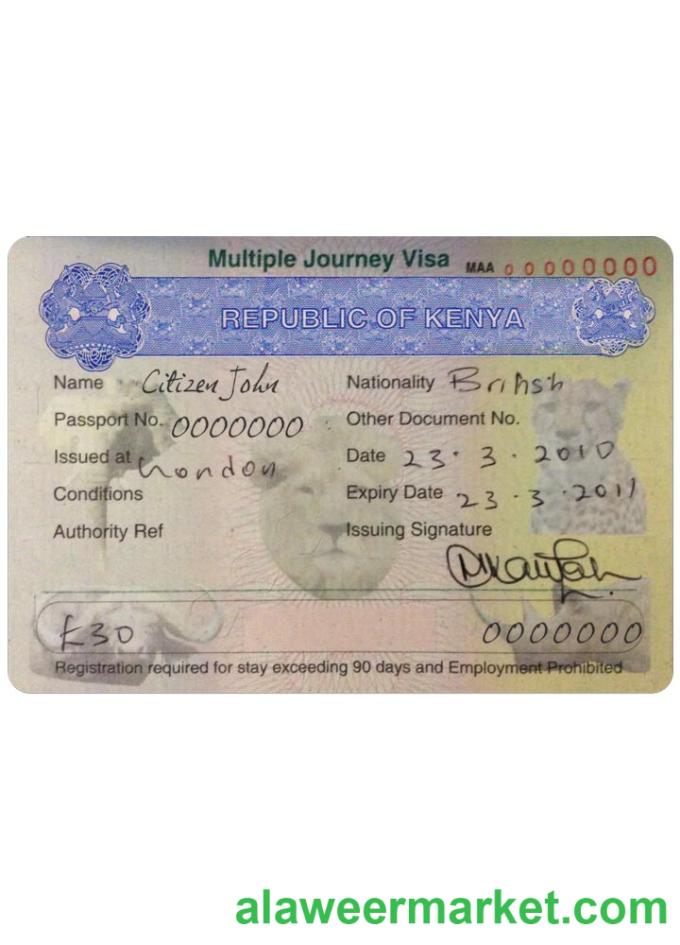 Multiple Journey Visa MAA 00000000
REPUBLIC OF KENYA
Name Citizen John Nationality British
Passport No. 0000000 Other Document No.
Issued at London Date 23.3.2010
Conditions Expiry Date 23.3.2011
Authority Ref Issuing Signature
£30 0000000
Registration required for stay exceeding 90 days and Employment Prohibited
alaweermarket.com